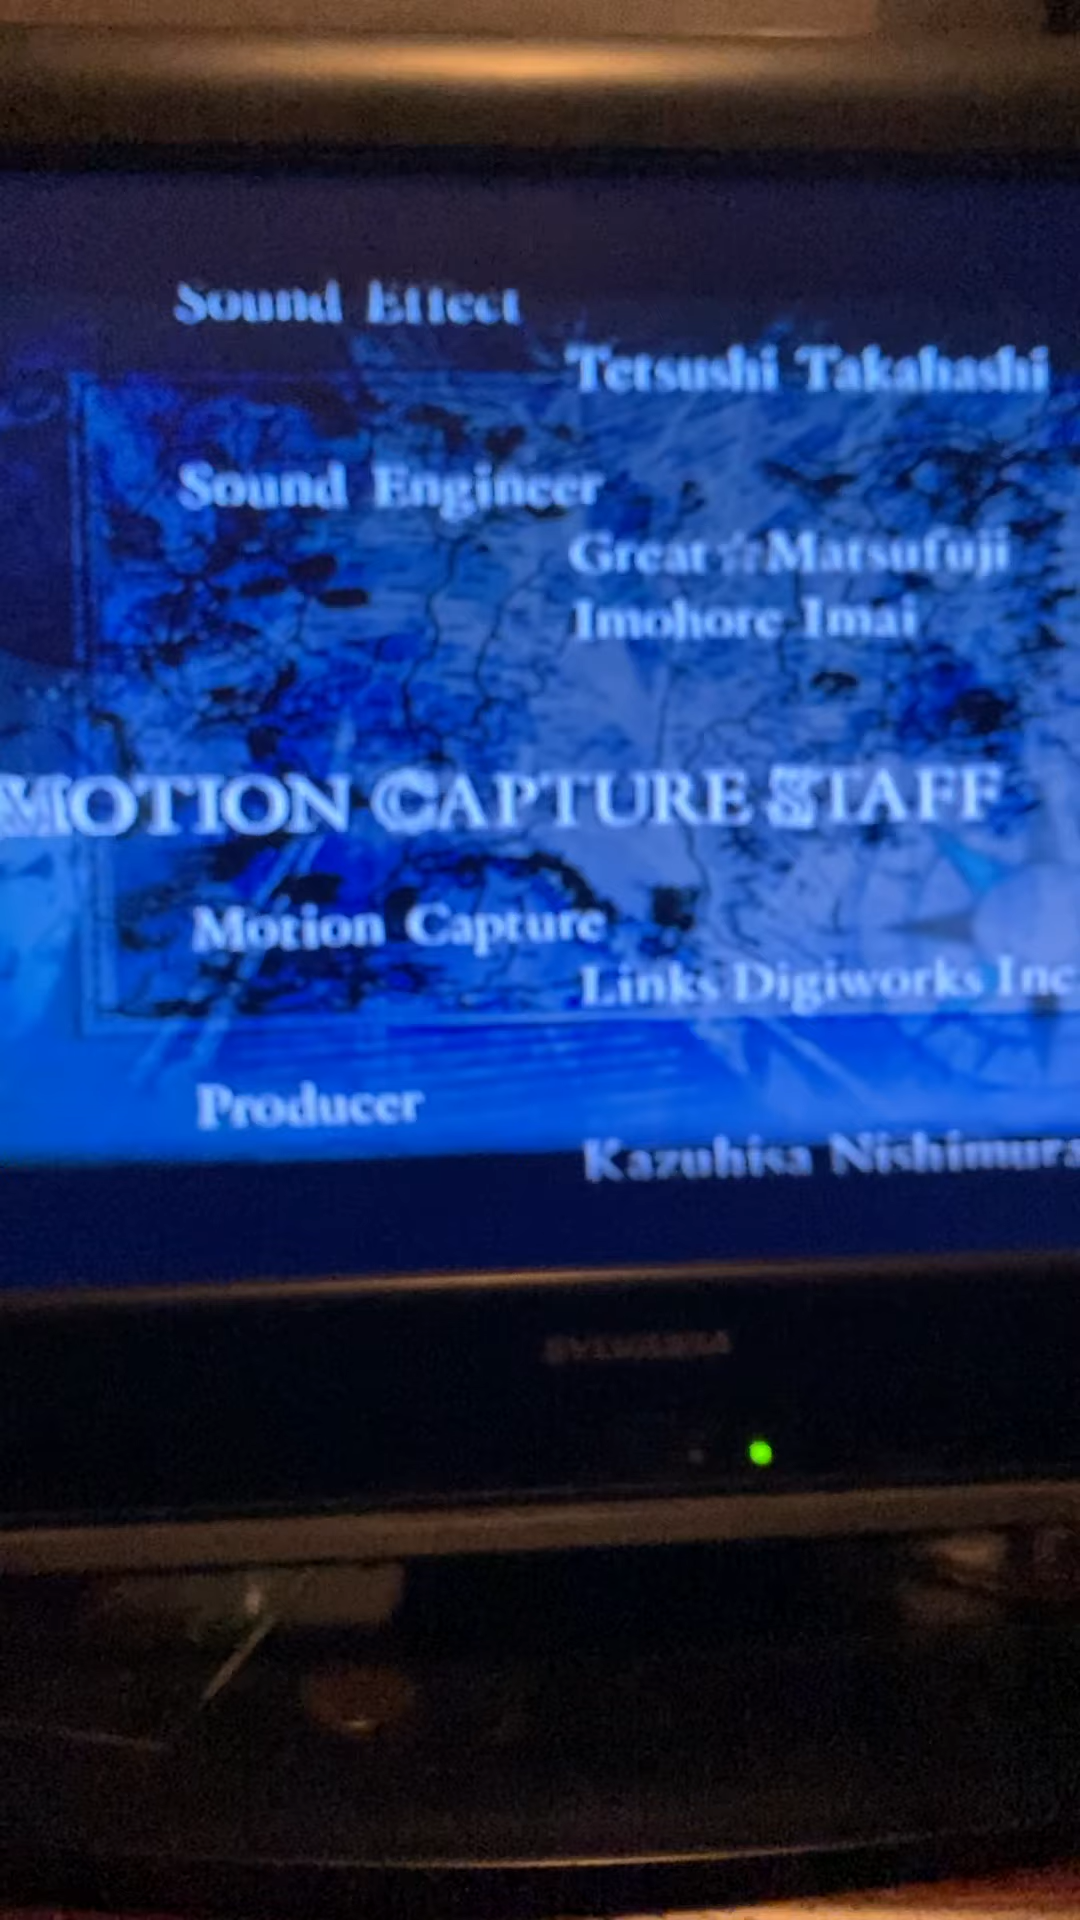 Sound Effect
Tetsushi Takahashi
Sound Engineer
Great☆Matsufuji
Imohore Imai
MOTION CAPTURE STAFF
Motion Capture
Links Digiworks Inc
Producer
Kazuhisa Nishimura
SYLVANIA